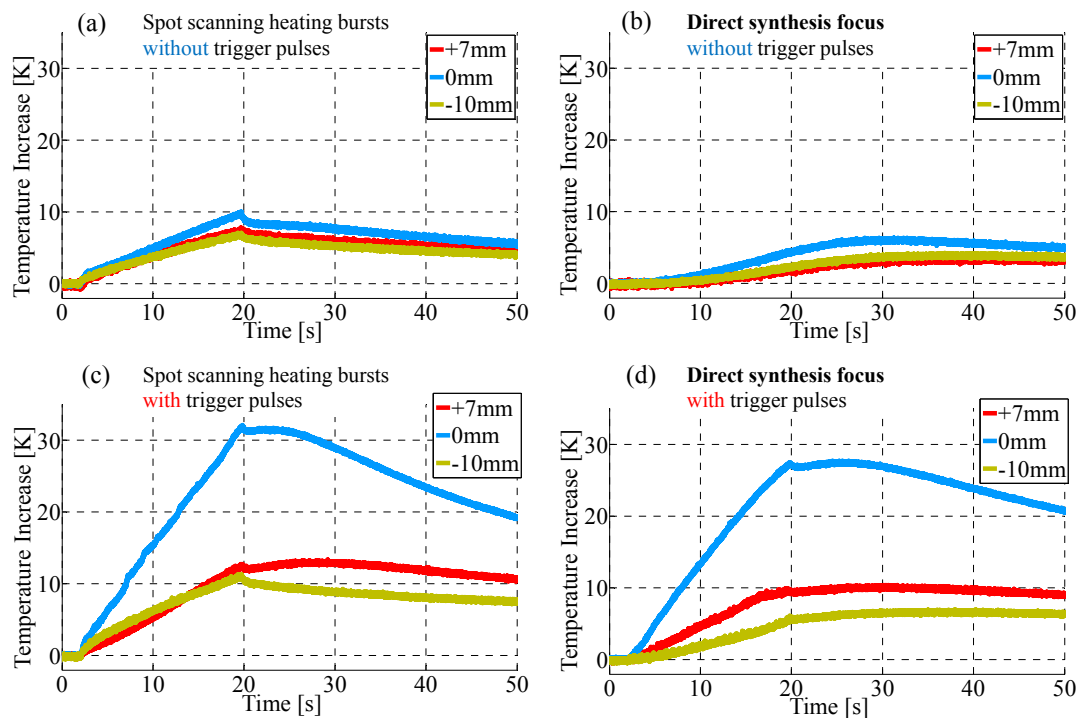 (a) Spot scanning heating bursts
without trigger pulses
+7mm
0mm
-10mm
Temperature Increase [K]
30
20
10
0
0 10 20 30 40 50
Time [s]
(b) Direct synthesis focus
without trigger pulses
+7mm
0mm
-10mm
Temperature Increase [K]
30
20
10
0
0 10 20 30 40 50
Time [s]
(c) Spot scanning heating bursts
with trigger pulses
+7mm
0mm
-10mm
Temperature Increase [K]
30
20
10
0
0 10 20 30 40 50
Time [s]
(d) Direct synthesis focus
with trigger pulses
+7mm
0mm
-10mm
Temperature Increase [K]
30
20
10
0
0 10 20 30 40 50
Time [s]